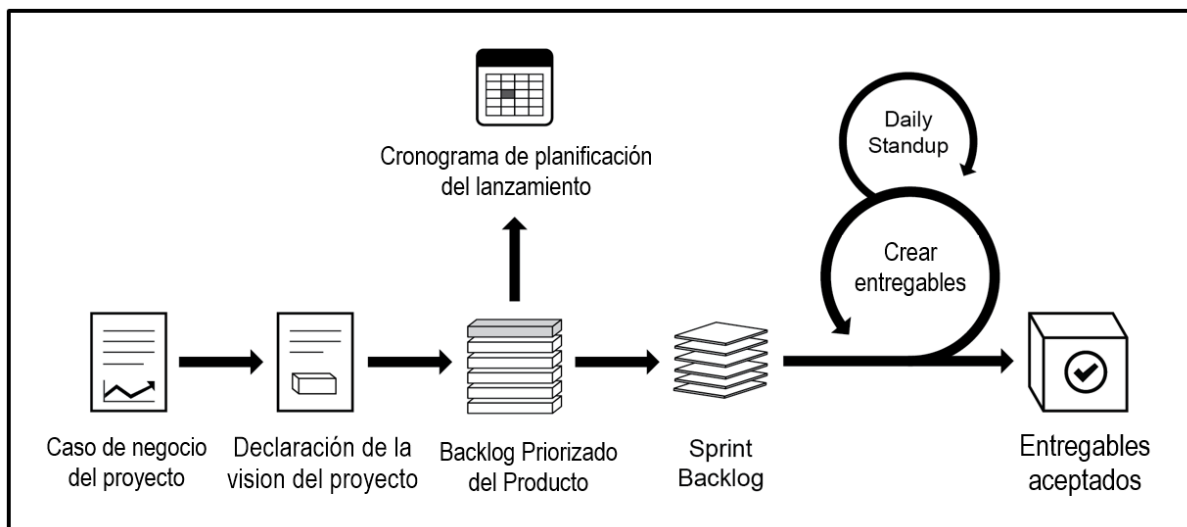 Daily
Standup
Cronograma de planificación
del lanzamiento
Crear
entregables
Caso de negocio
del proyecto
Declaración de la
vision del proyecto
Backlog Priorizado
del Producto
Sprint
Backlog
Entregables
aceptados